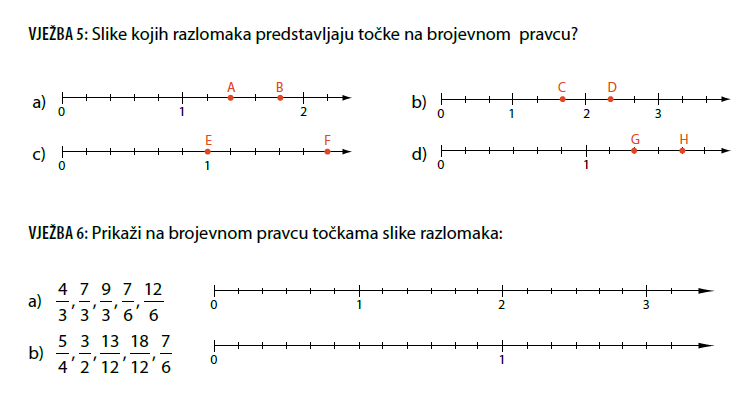 VJEŽBA 5: Slike kojih razlomaka predstavljaju točke na brojevnom pravcu?
a) A B
0 1 2
b) C D
0 1 2 3
c) E F
0 1
d) G H
0 1
VJEŽBA 6: Prikaži na brojevnom pravcu točkama slike razlomaka:
a) 4/3, 7/3, 9/3, 7/6, 12/6
0 1 2 3
b) 5/4, 3/2, 13/12, 18/12, 7/6
0 1